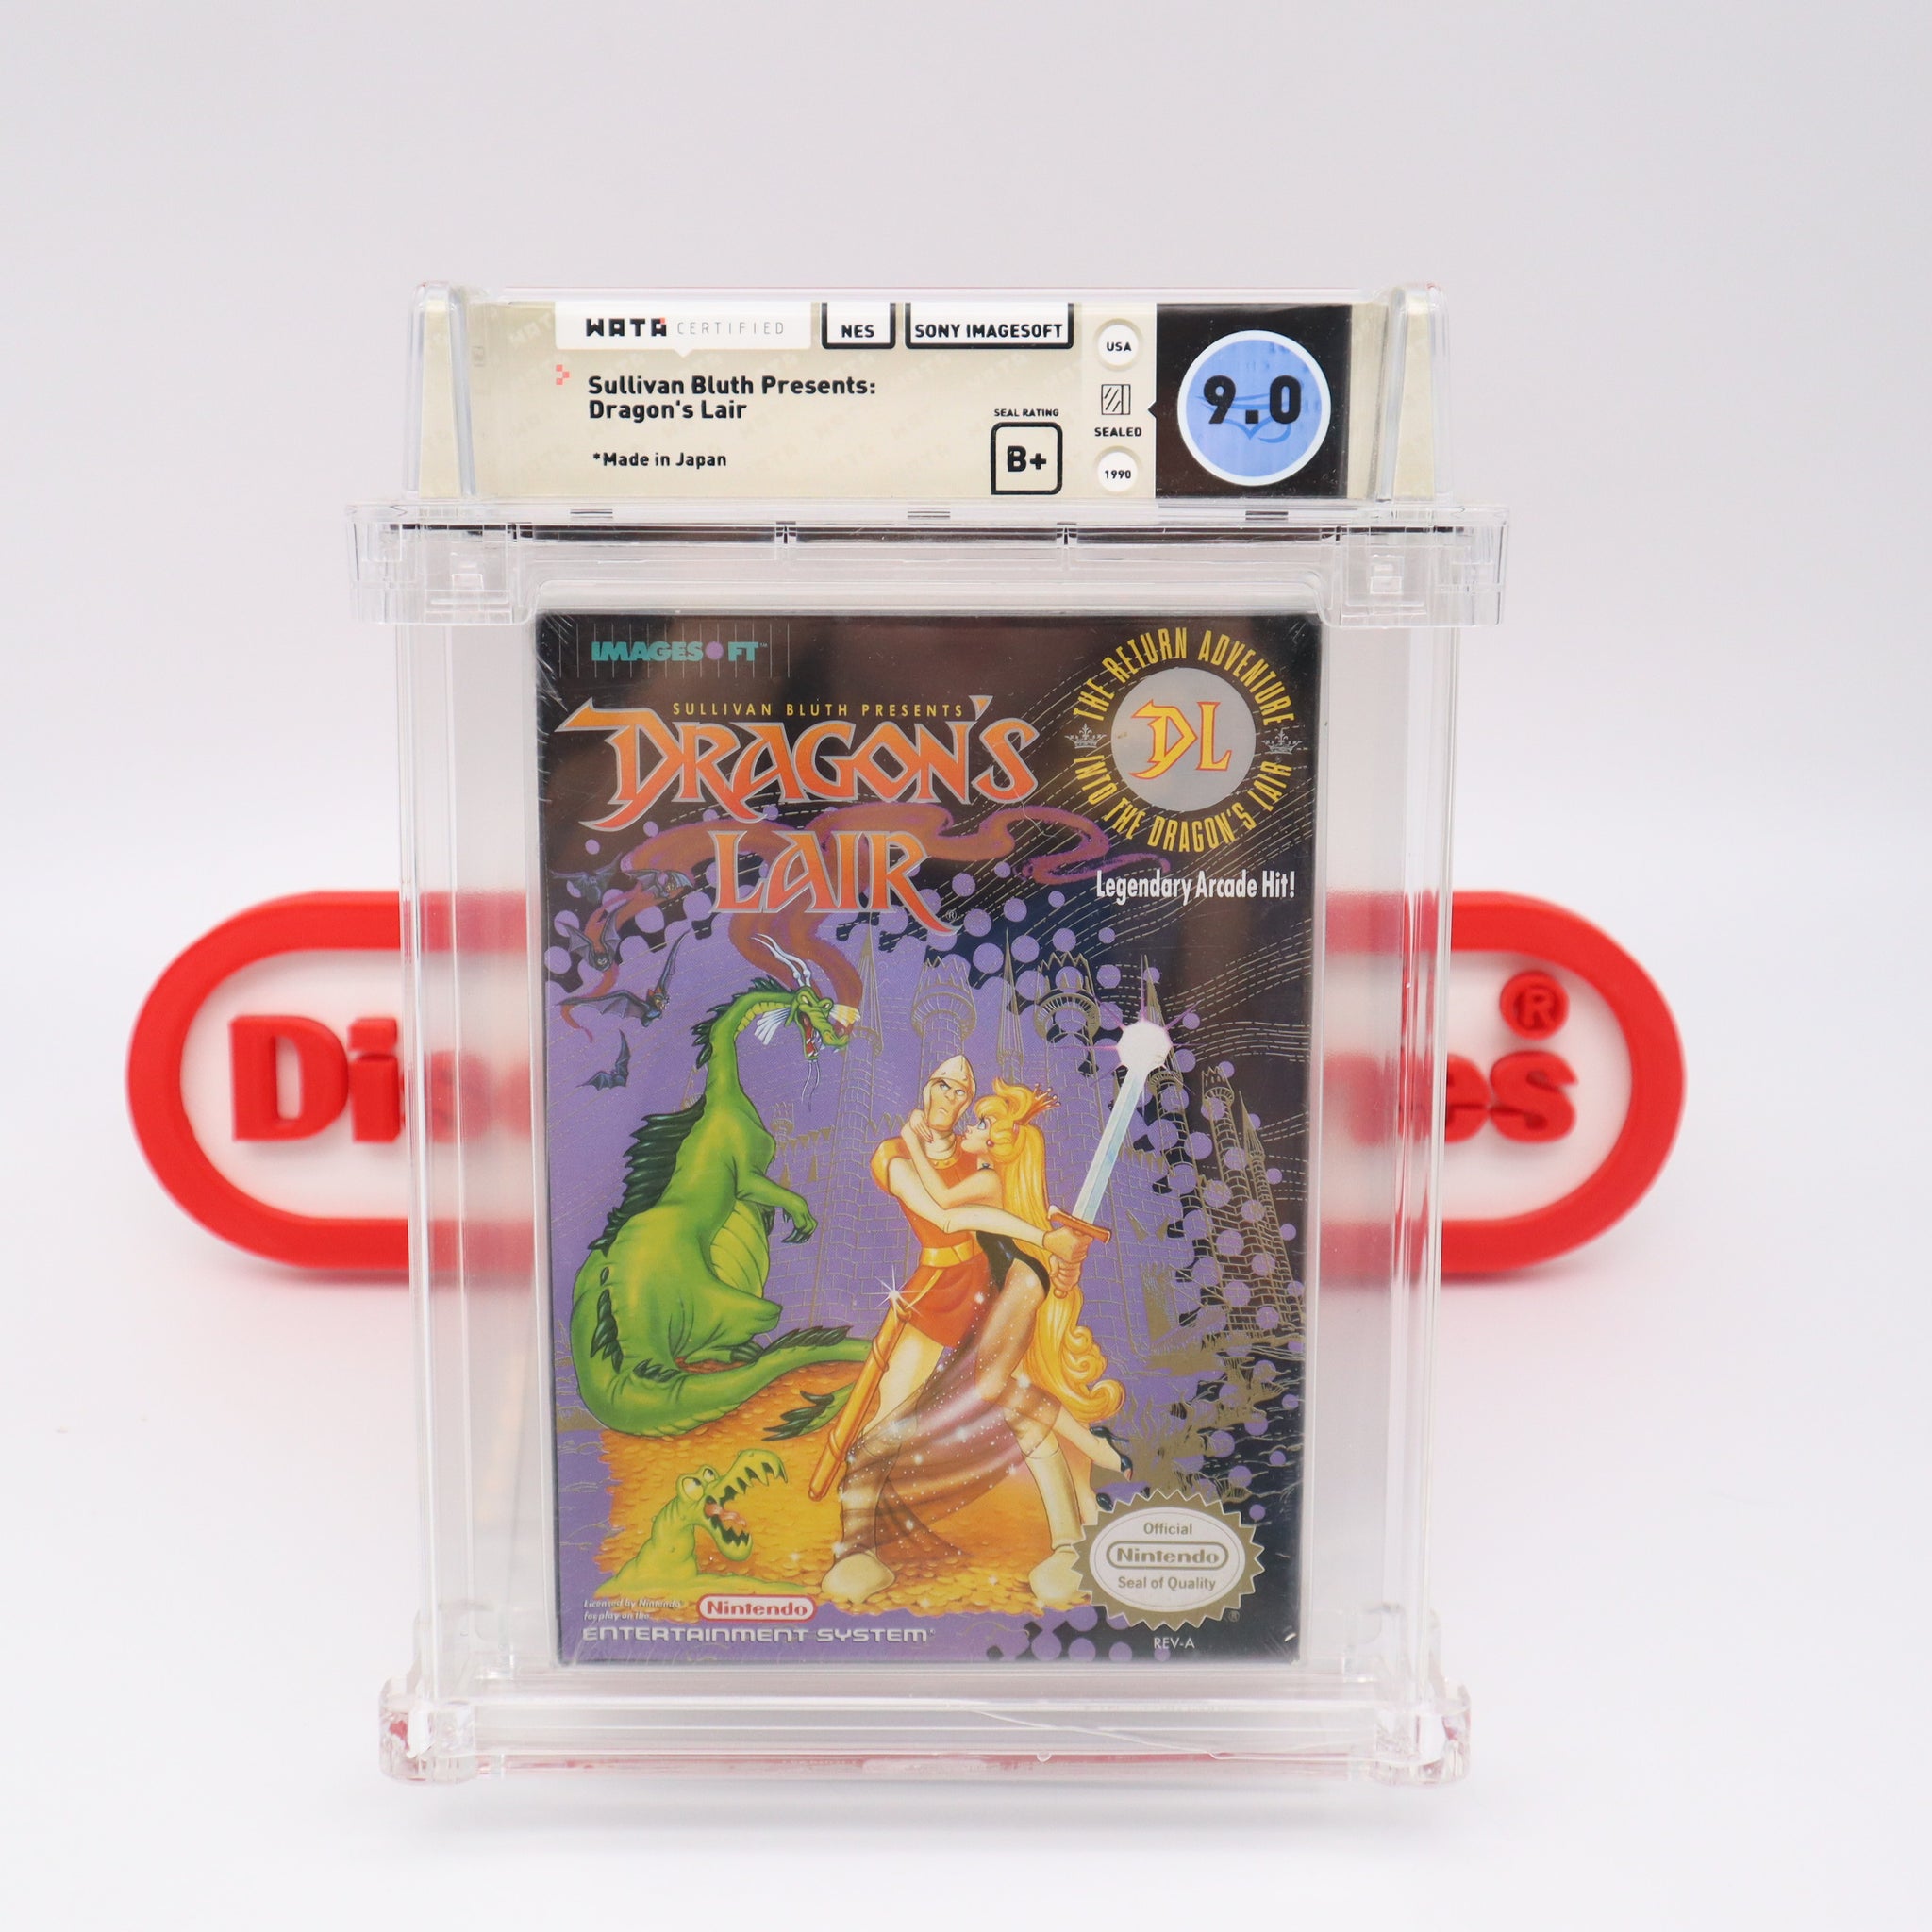 WATA CERTIFIED
NES
SONY IMAGESOFT
USA
Sullivan Bluth Presents:
Dragon's Lair
*Made in Japan
SEAL RATING
B+
SEALED
1990
9.0
IMAGESOFT™
SULLIVAN BLUTH PRESENTS
DRAGON'S
LAIR®
THE RETURN ADVENTURE
INTO THE DRAGON'S LAIR
DL
Legendary Arcade Hit!
Official
Nintendo
Seal of Quality
®
Licensed by Nintendo
for play on the
Nintendo
ENTERTAINMENT SYSTEM
REV-A
®